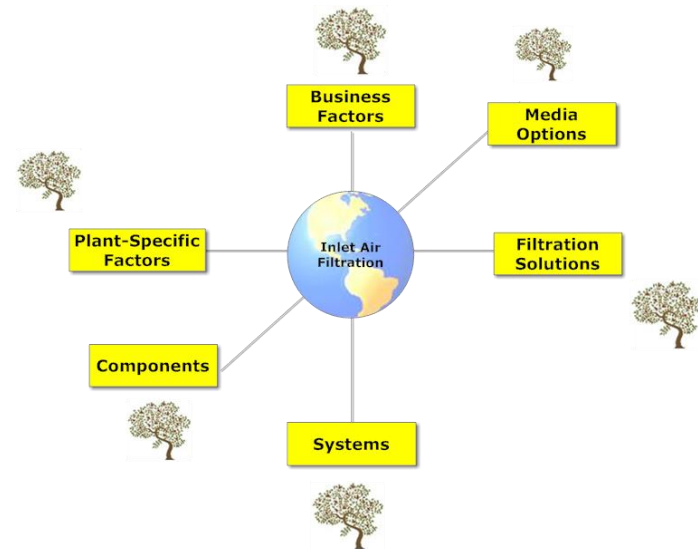 Business
Factors
Media
Options
Plant-Specific
Factors
Inlet Air
Filtration
Filtration
Solutions
Components
Systems